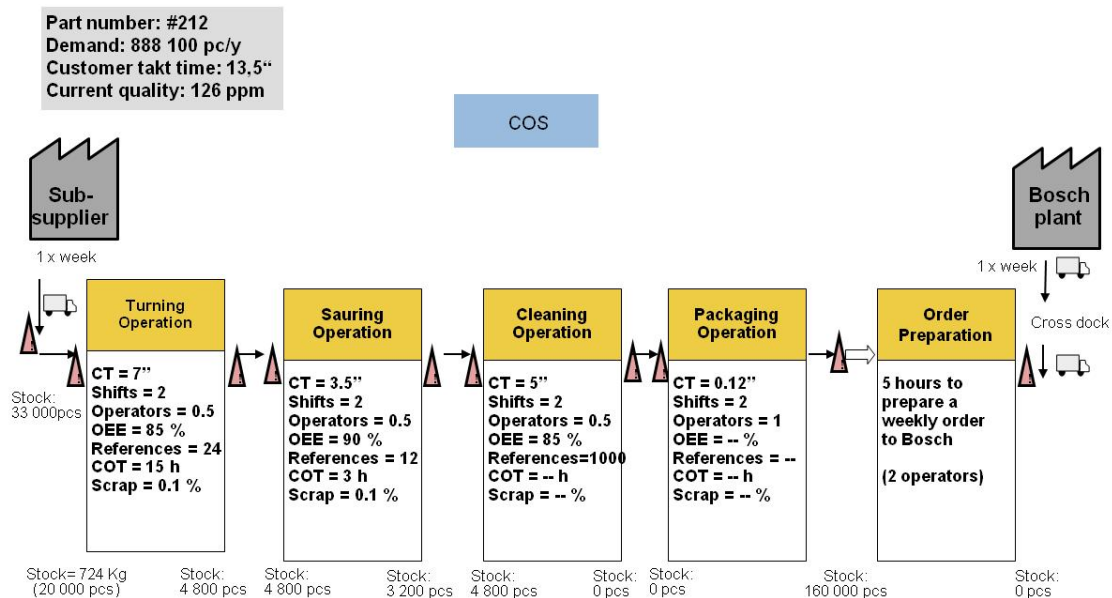 Part number: #212
Demand: 888 100 pc/y
Customer takt time: 13,5“
Current quality: 126 ppm
COS
Sub-
supplier
Bosch
plant
1 x week
1 x week
Cross dock
Turning
Operation
CT = 7”
Shifts = 2
Operators = 0.5
OEE = 85 %
References = 24
COT = 15 h
Scrap = 0.1 %
Sauring
Operation
CT = 3.5”
Shifts = 2
Operators = 0.5
OEE = 90 %
References = 12
COT = 3 h
Scrap = 0.1 %
Cleaning
Operation
CT = 5”
Shifts = 2
Operators = 0.5
OEE = 85 %
References=1000
COT = -- h
Scrap = -- %
Packaging
Operation
CT = 0.12”
Shifts = 2
Operators = 1
OEE = -- %
References = --
COT = -- h
Scrap = -- %
Order
Preparation
5 hours to
prepare a
weekly order
to Bosch
(2 operators)
Stock:
33 000pcs
Stock= 724 Kg
(20 000 pcs)
Stock:
4 800 pcs
Stock:
4 800 pcs
Stock:
3 200 pcs
Stock:
4 800 pcs
Stock:
0 pcs
Stock:
0 pcs
Stock:
160 000 pcs
Stock:
0 pcs